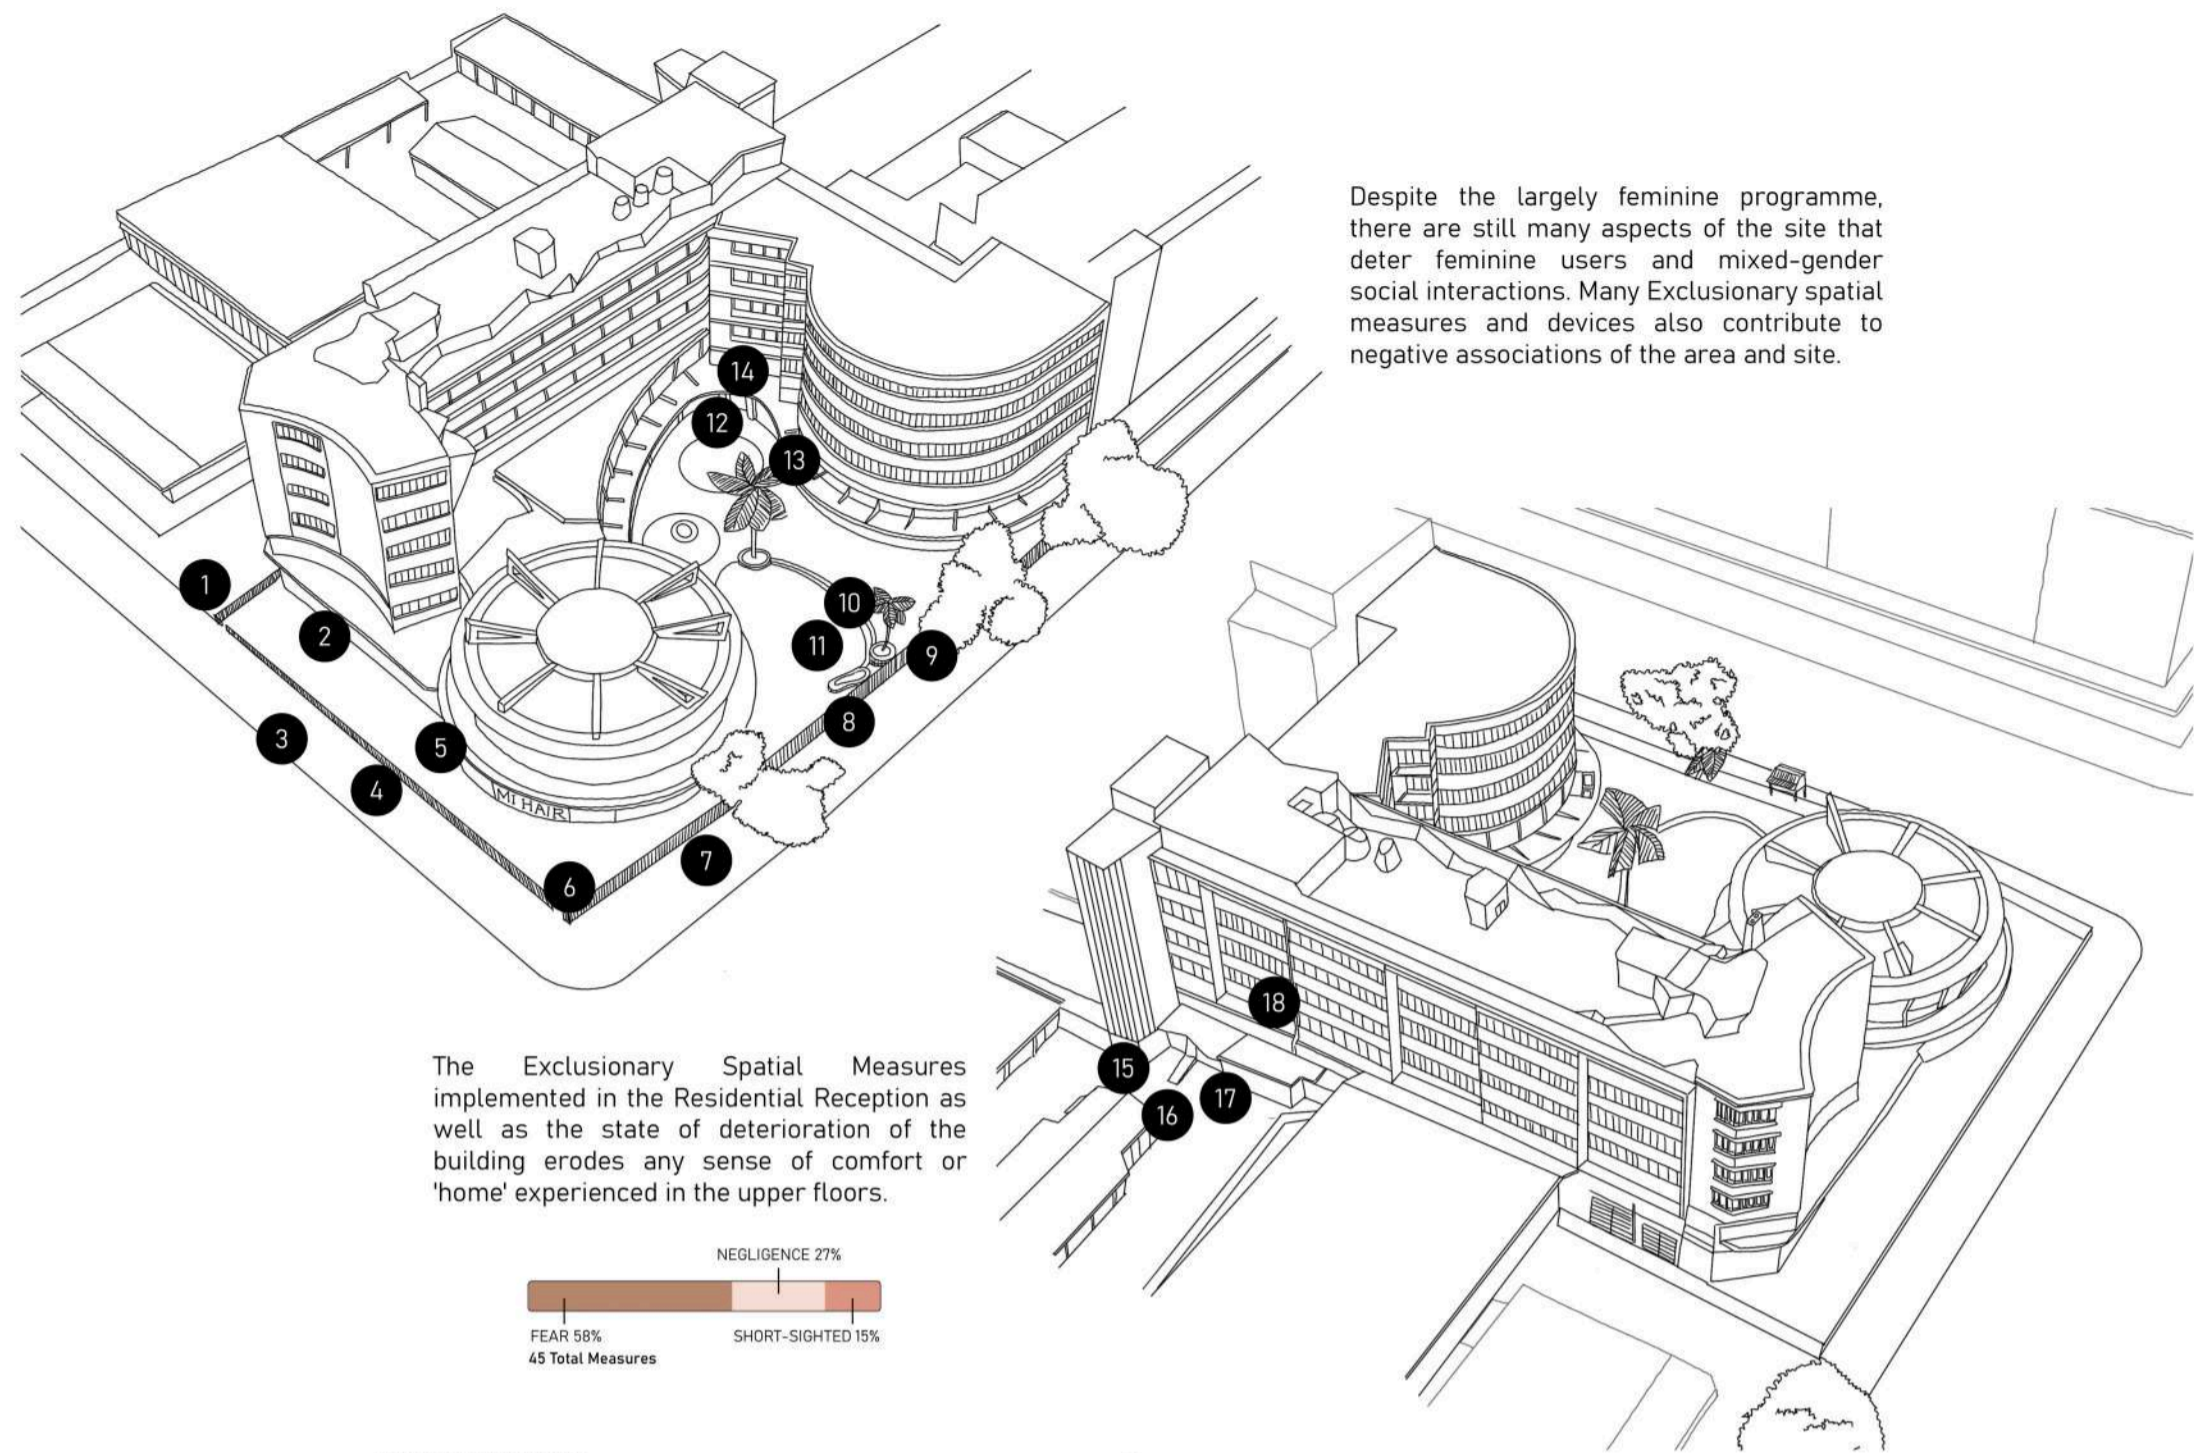 Despite the largely feminine programme,
there are still many aspects of the site that
deter feminine users and mixed-gender
social interactions. Many Exclusionary spatial
measures and devices also contribute to
negative associations of the area and site.
14
12
13
1
2
10
11
9
3
5
8
4
MI HAIR
7
6
18
15
17
16
The Exclusionary Spatial Measures
implemented in the Residential Reception as
well as the state of deterioration of the
building erodes any sense of comfort or
'home' experienced in the upper floors.
NEGLIGENCE 27%
FEAR 58%
SHORT-SIGHTED 15%
45 Total Measures